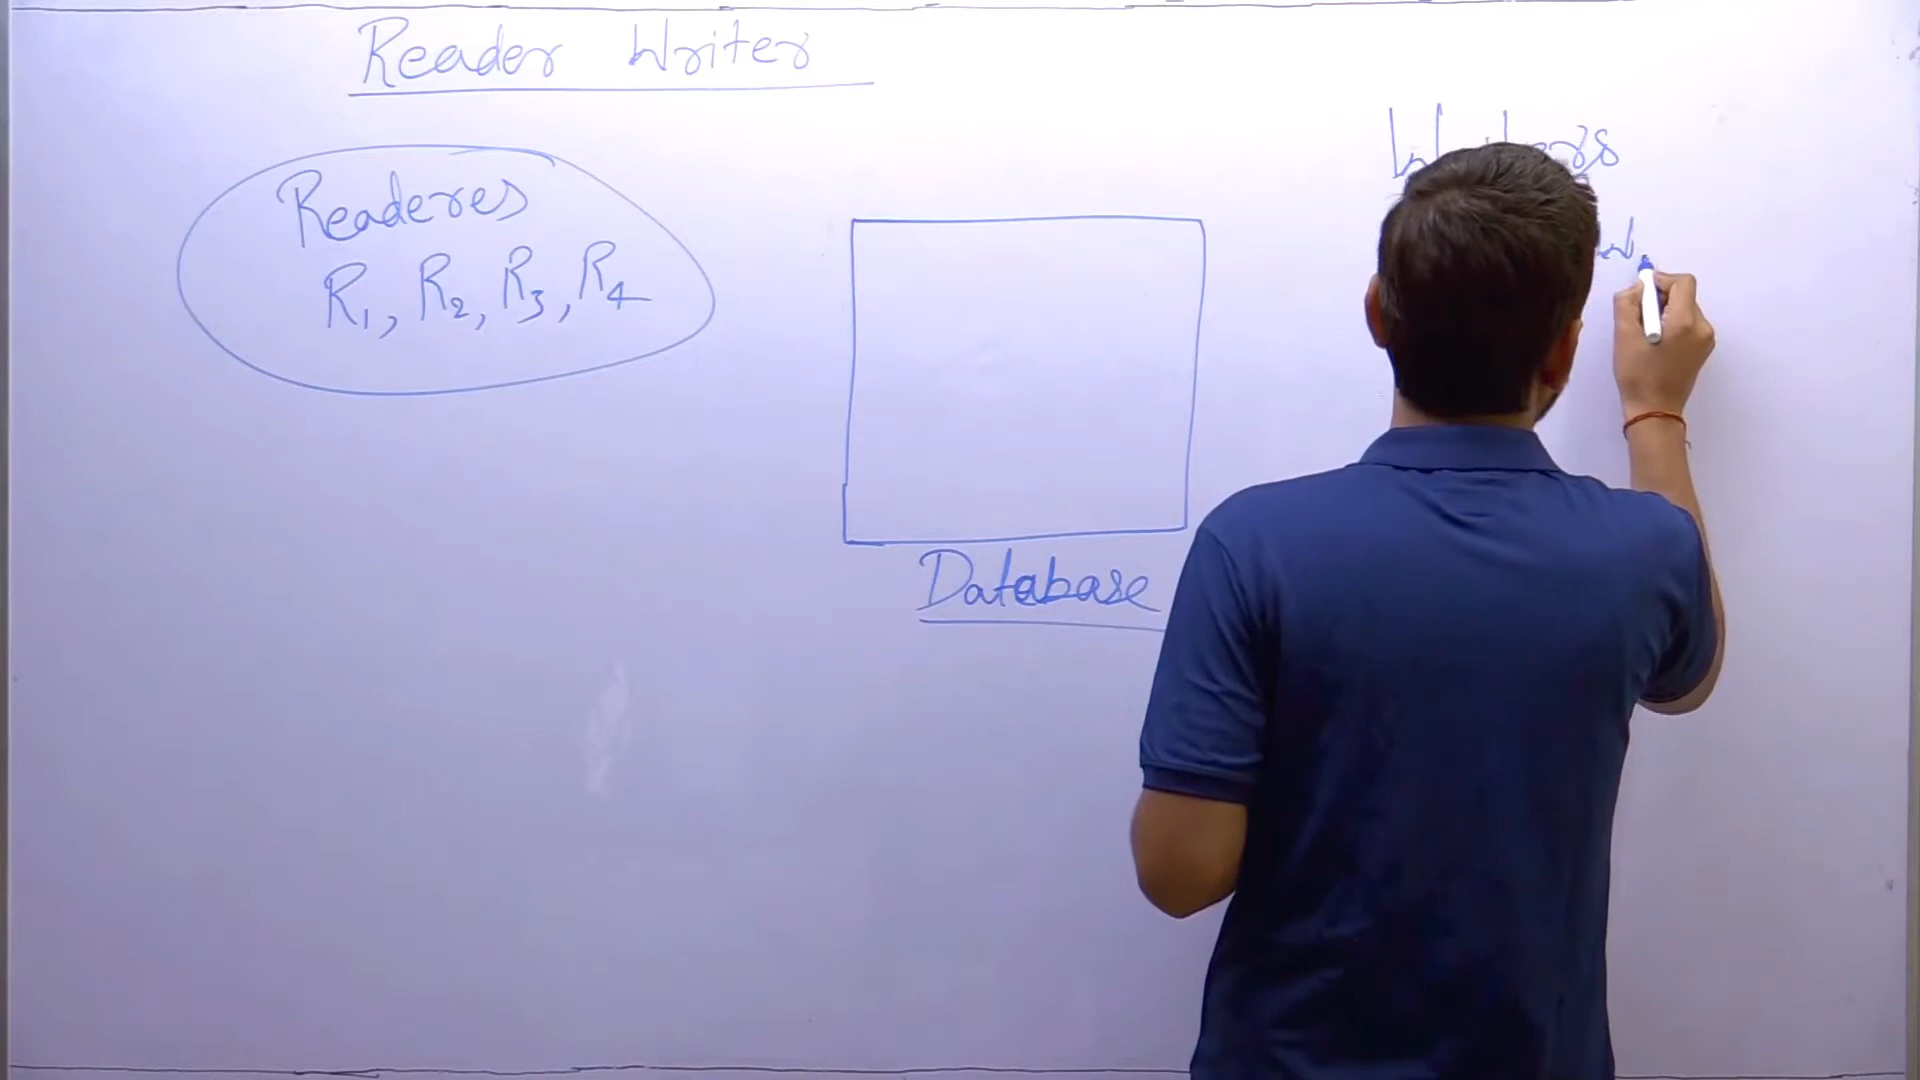 Reader Writer
Readeres
R1, R2, R3, R4
Database